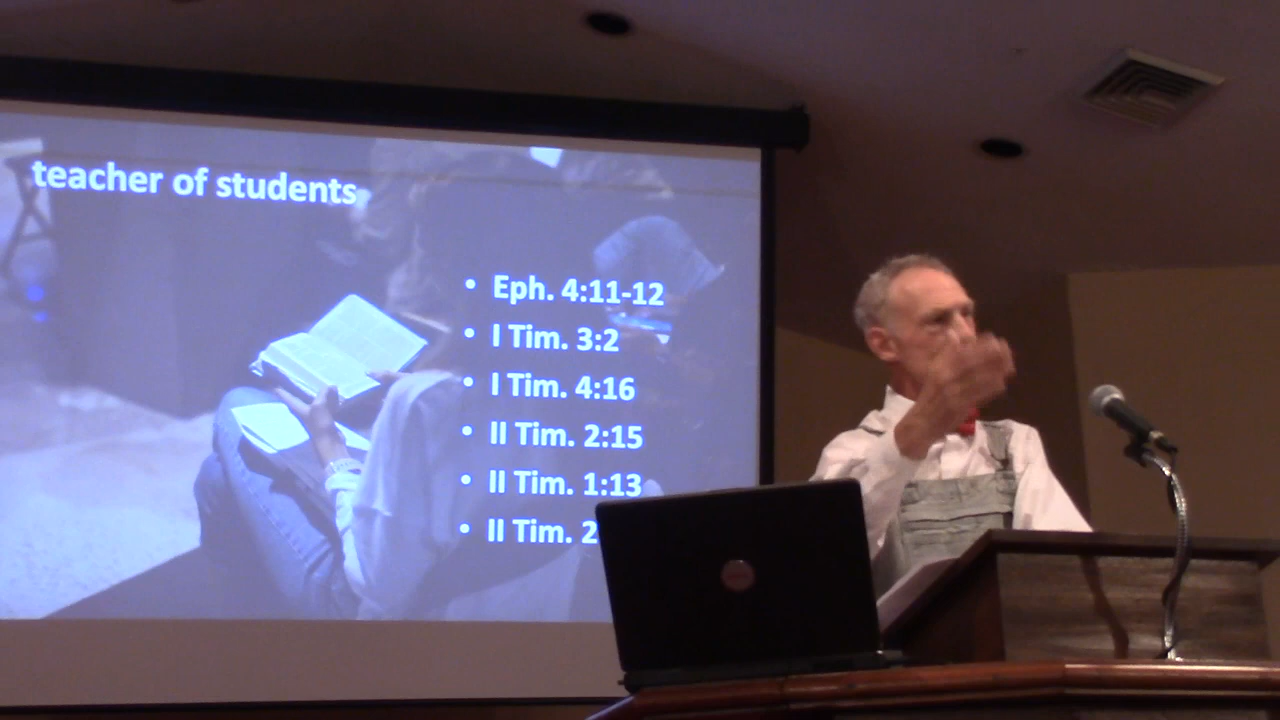 teacher of students
• Eph. 4:11-12
• I Tim. 3:2
• I Tim. 4:16
• II Tim. 2:15
• II Tim. 1:13
• II Tim. 2